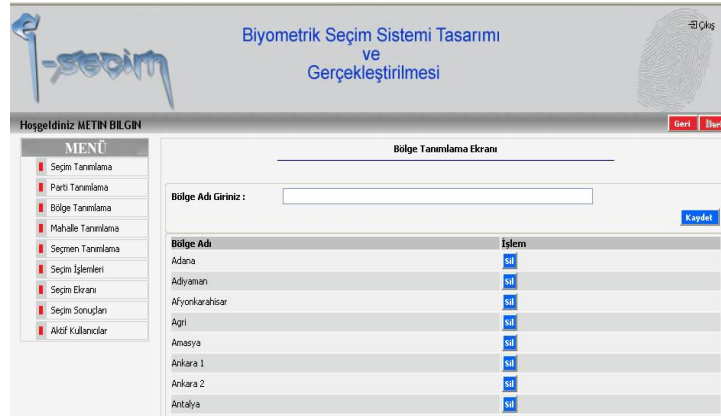 i-seçim
Biyometrik Seçim Sistemi Tasarımı
ve
Gerçekleştirilmesi
Çıkış
Hoşgeldiniz METIN BILGIN
Geri
İleri
MENÜ
Seçim Tanımlama
Parti Tanımlama
Bölge Tanımlama
Mahalle Tanımlama
Seçmen Tanımlama
Seçim İşlemleri
Seçim Ekranı
Seçim Sonuçları
Aktif Kullanıcılar
Bölge Tanımlama Ekranı
Bölge Adı Giriniz :
Kaydet
Bölge Adı İşlem
Adana Sil
Adiyaman Sil
Afyonkarahisar Sil
Agri Sil
Amasya Sil
Ankara 1 Sil
Ankara 2 Sil
Antalya Sil